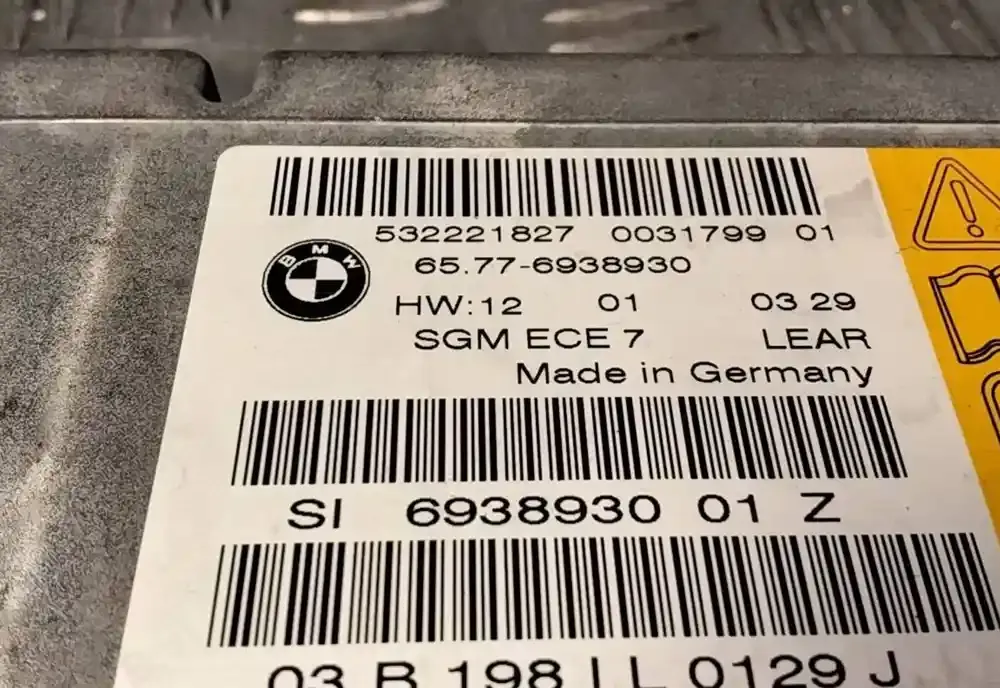 532221827 0031799 01
BMW
65.77-6938930
HW:12 01 03 29
SGM ECE 7 LEAR
Made in Germany
SI 6938930 01 Z
03 B 198 I L 0129 J